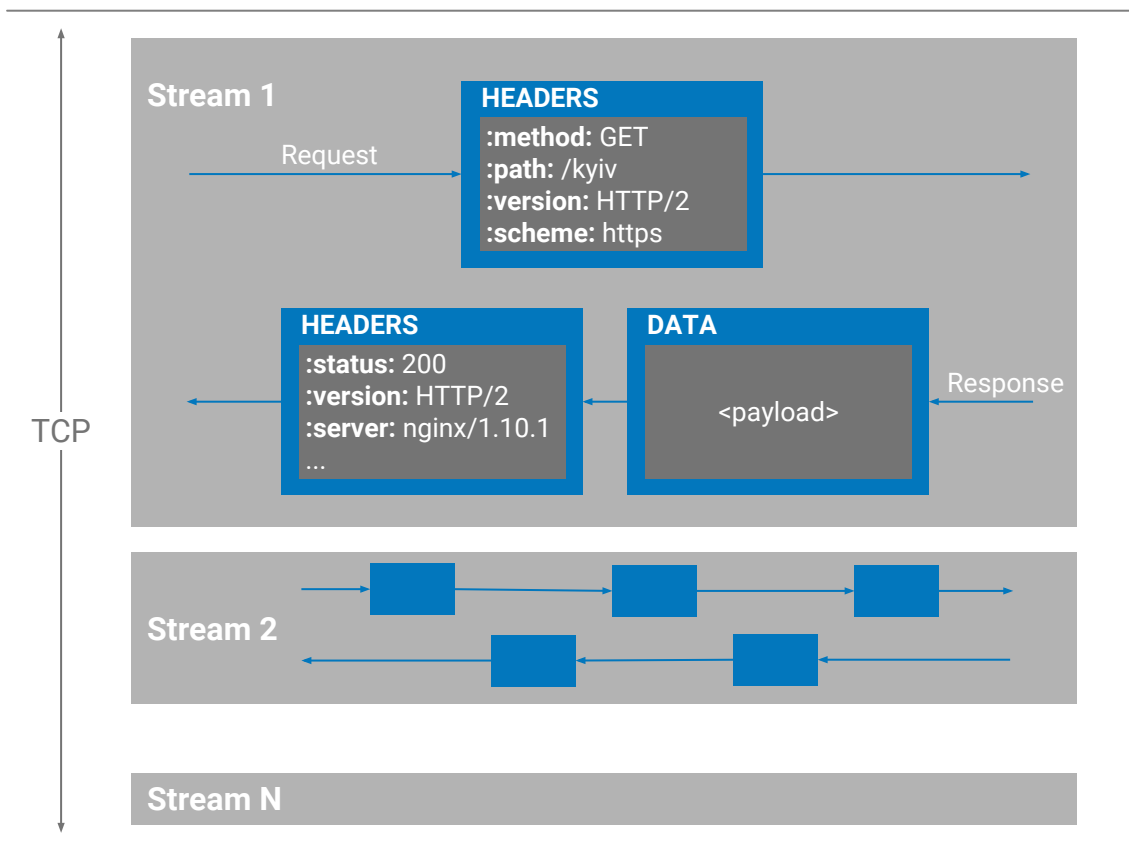 Stream 1
HEADERS
:method: GET
:path: /kyiv
:version: HTTP/2
:scheme: https
Request
HEADERS
:status: 200
:version: HTTP/2
:server: nginx/1.10.1
...
DATA
<payload>
Response
TCP
Stream 2
Stream N